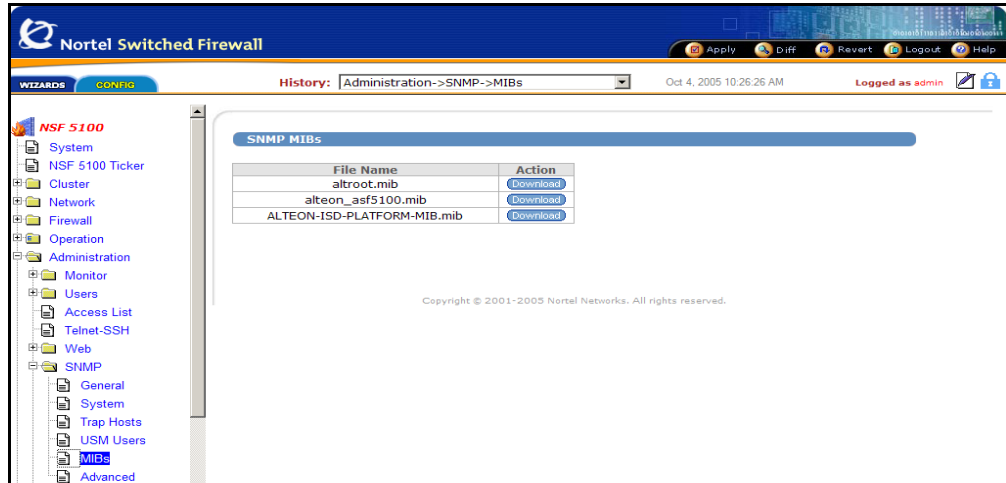 Nortel Switched Firewall
Apply Diff Revert Logout Help
WIZARDS CONFIG History: Administration->SNMP->MIBs Oct 4, 2005 10:26:26 AM Logged as admin
NSF 5100
System
NSF 5100 Ticker
Cluster
Network
Firewall
Operation
Administration
Monitor
Users
Access List
Telnet-SSH
Web
SNMP
General
System
Trap Hosts
USM Users
MIBs
Advanced
SNMP MIBs
File Name Action
altroot.mib Download
alteon_asf5100.mib Download
ALTEON-ISD-PLATFORM-MIB.mib Download
Copyright © 2001-2005 Nortel Networks. All rights reserved.